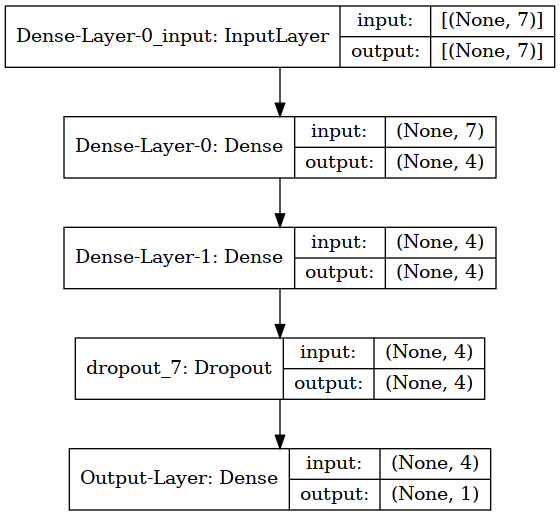 Dense-Layer-0_input: InputLayer
input: [(None, 7)]
output: [(None, 7)]
Dense-Layer-0: Dense
input: (None, 7)
output: (None, 4)
Dense-Layer-1: Dense
input: (None, 4)
output: (None, 4)
dropout_7: Dropout
input: (None, 4)
output: (None, 4)
Output-Layer: Dense
input: (None, 4)
output: (None, 1)